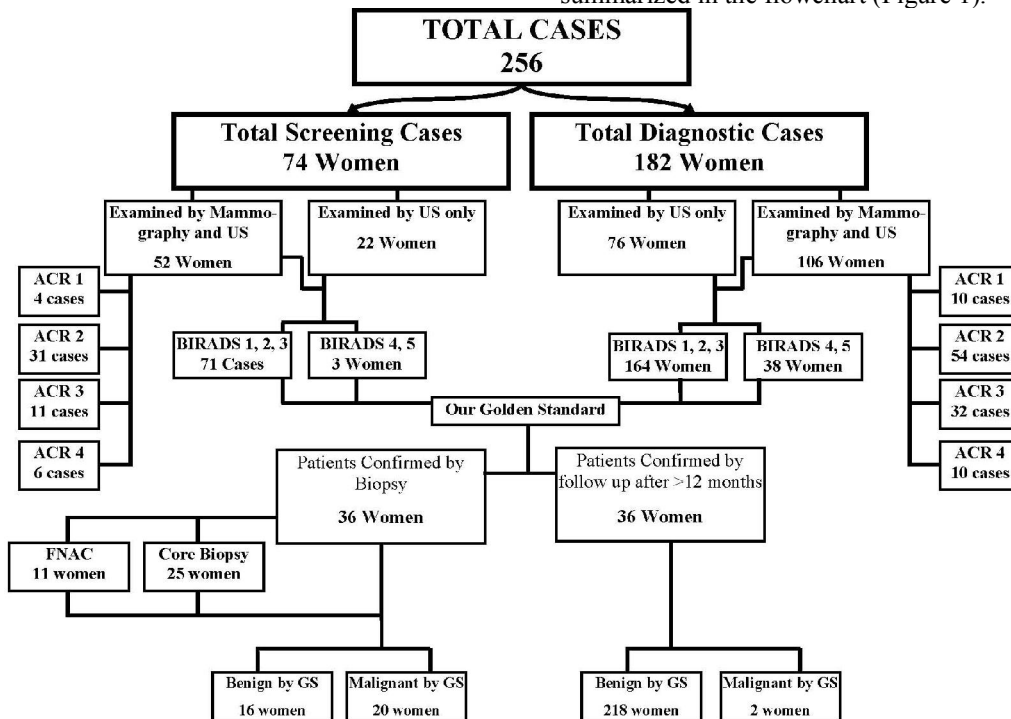 summarized in the flowchart (Figure 1).
TOTAL CASES
256
Total Screening Cases
74 Women
Total Diagnostic Cases
182 Women
Examined by Mammo-
graphy and US
52 Women
Examined by US only
22 Women
Examined by US only
76 Women
Examined by Mammo-
graphy and US
106 Women
ACR 1
4 cases
ACR 2
31 cases
ACR 3
11 cases
ACR 4
6 cases
ACR 1
10 cases
ACR 2
54 cases
ACR 3
32 cases
ACR 4
10 cases
BIRADS 1, 2, 3
71 Cases
BIRADS 4, 5
3 Women
BIRADS 1, 2, 3
164 Women
BIRADS 4, 5
38 Women
Our Golden Standard
Patients Confirmed by
Biopsy
36 Women
Patients Confirmed by
follow up after >12 months
36 Women
FNAC
11 women
Core Biopsy
25 women
Benign by GS
16 women
Malignant by GS
20 women
Benign by GS
218 women
Malignant by GS
2 women